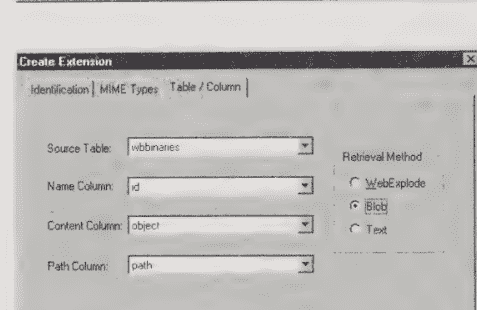 Create Extension
Identification | MIME Types | Table / Column
Source Table: wbbinaries
Name Column: id
Content Column: object
Path Column: path
Retrieval Method
WebExplode
Blob
Text